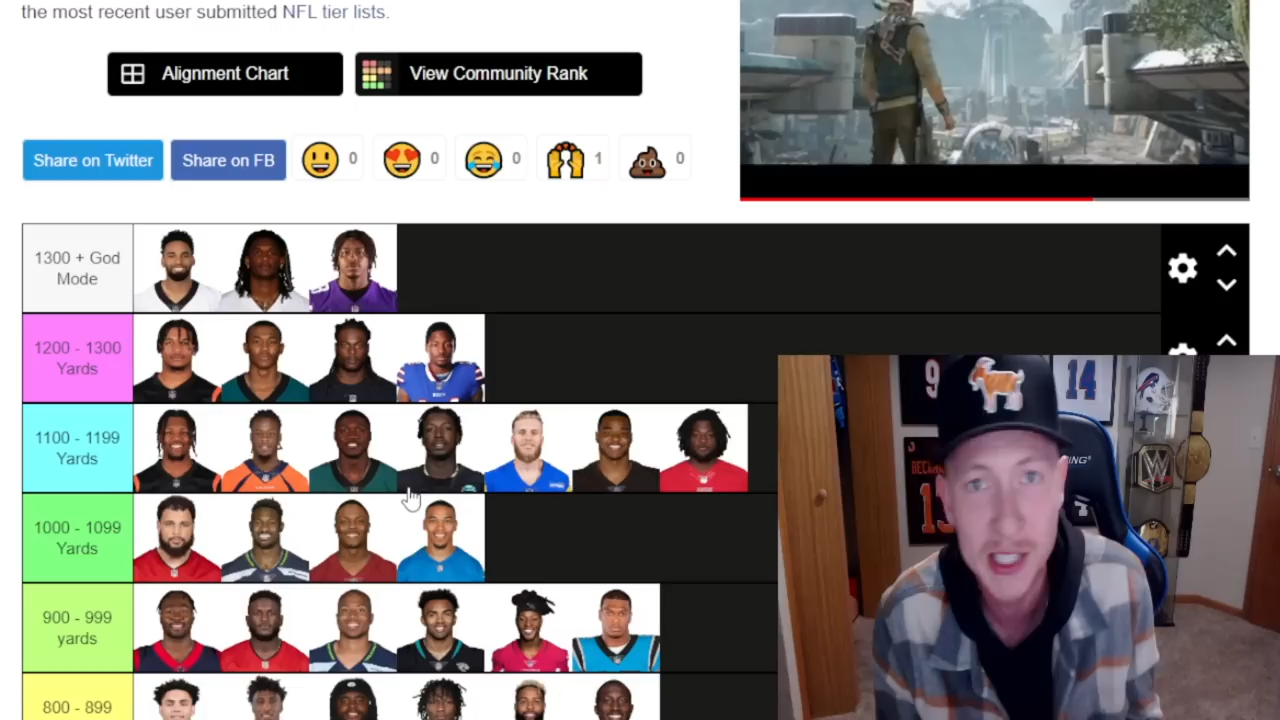 the most recent user submitted NFL tier lists.
Alignment Chart
View Community Rank
Share on Twitter
Share on FB
0
0
0
1
0
1300 + God
Mode
1200 - 1300
Yards
1100 - 1199
Yards
1000 - 1099
Yards
900 - 999
yards
800 - 899
9
14